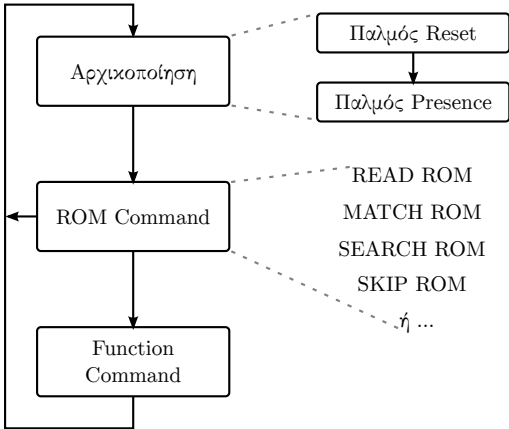 Παλμός Reset
Αρχικοποίηση
Παλμός Presence
READ ROM
ROM Command
MATCH ROM
SEARCH ROM
SKIP ROM
ή ...
Function
Command